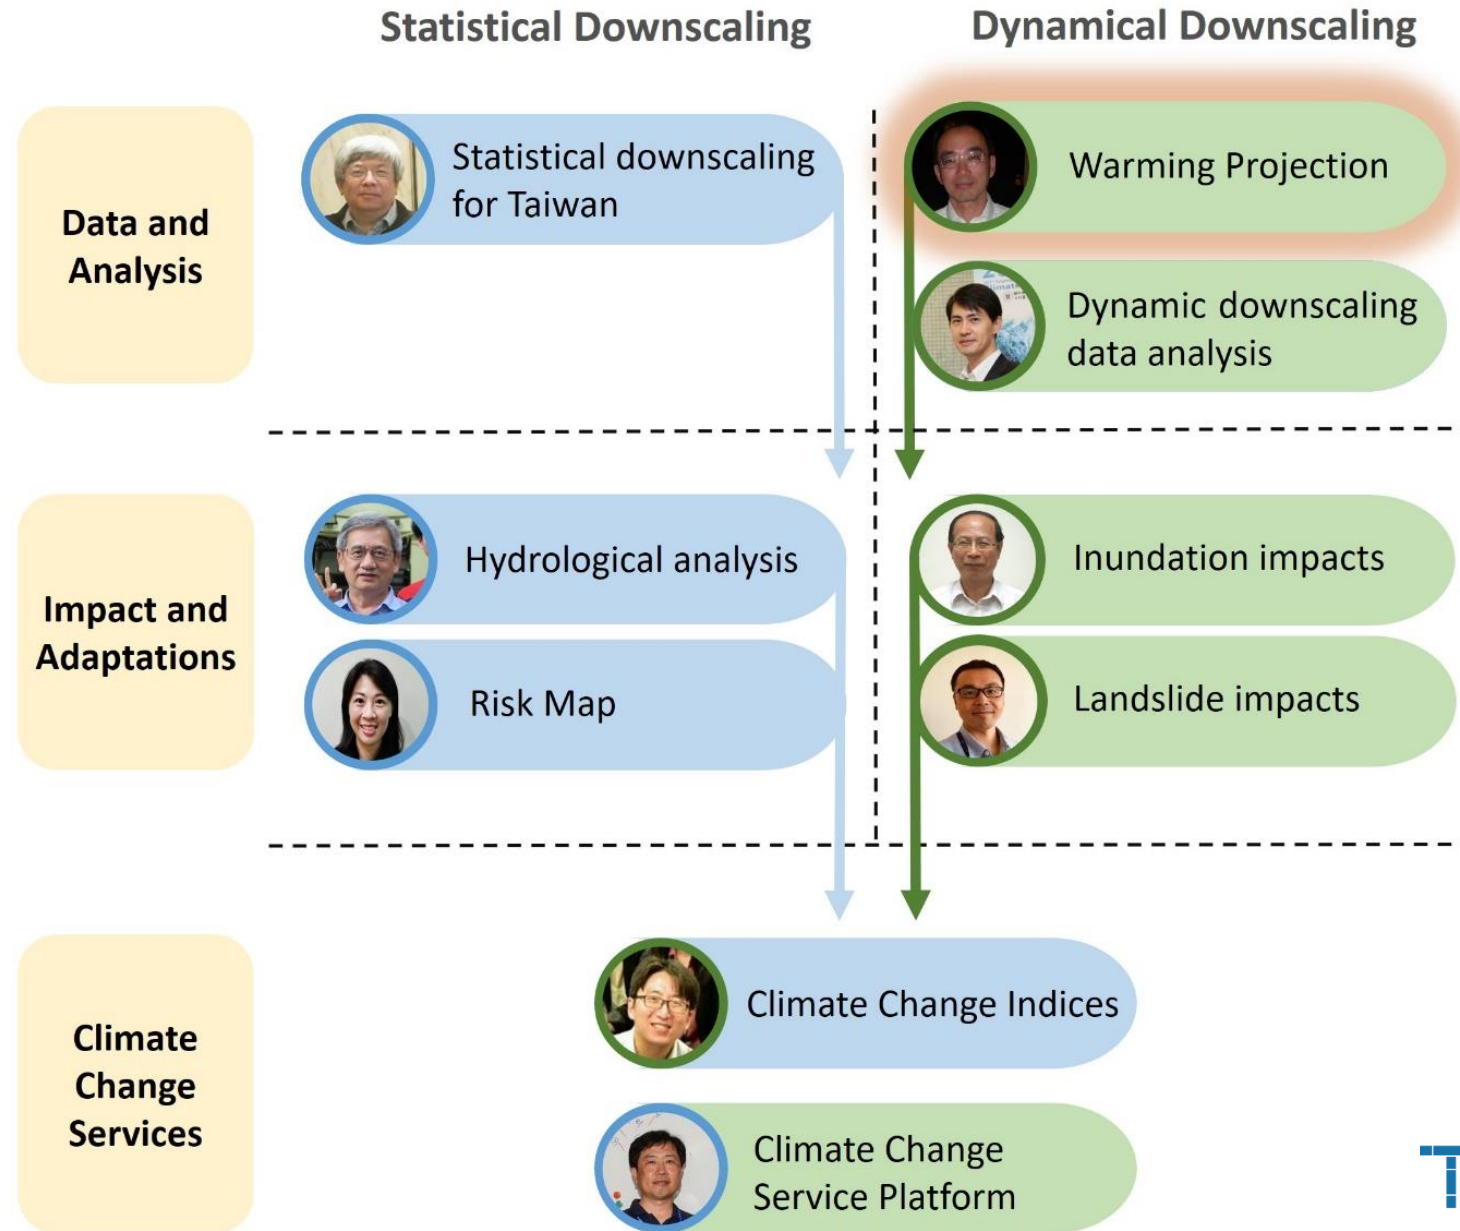 Statistical Downscaling
Dynamical Downscaling
Data and
Analysis
Statistical downscaling
for Taiwan
Warming Projection
Dynamic downscaling
data analysis
Impact and
Adaptations
Hydrological analysis
Risk Map
Inundation impacts
Landslide impacts
Climate
Change
Services
Climate Change Indices
Climate Change
Service Platform
T